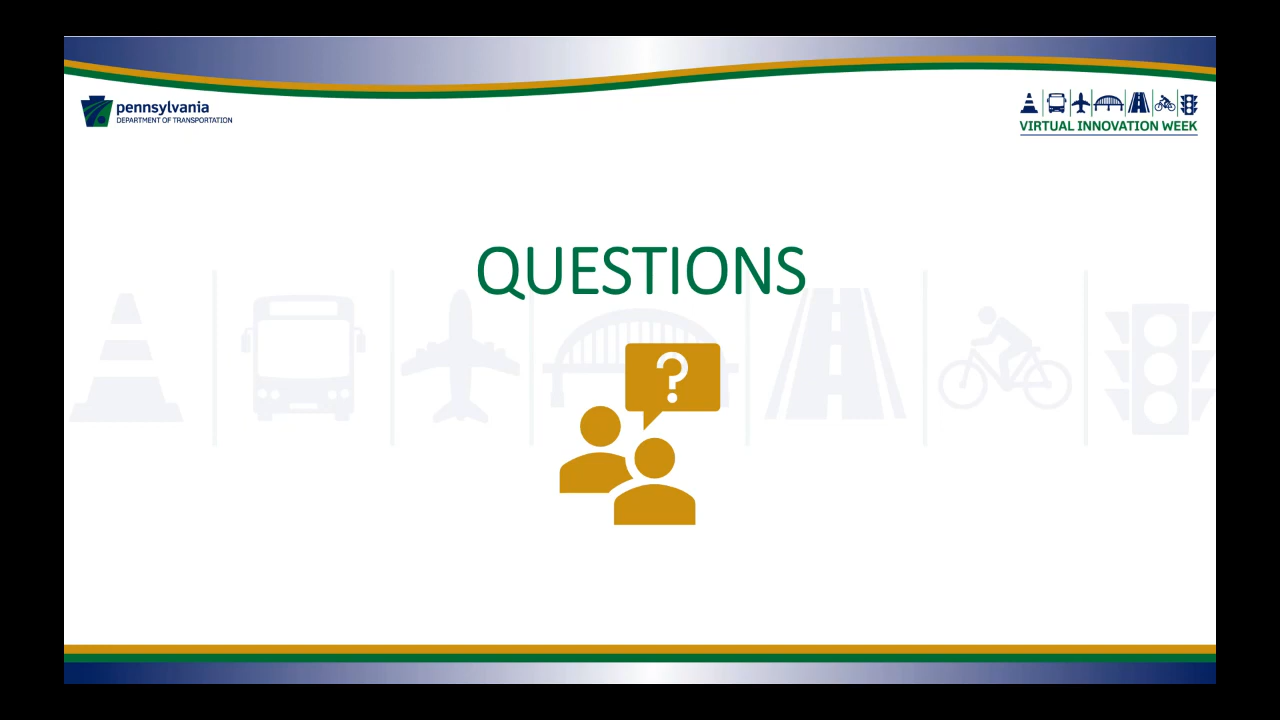 pennsylvania
DEPARTMENT OF TRANSPORTATION
VIRTUAL INNOVATION WEEK
QUESTIONS
?